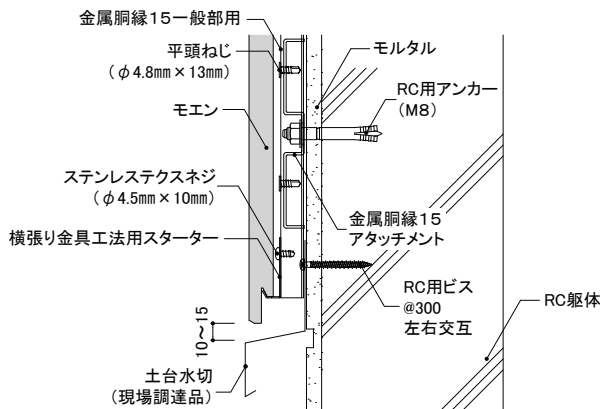 金属胴縁15一般部用
平頭ねじ
（φ4.8mm×13mm）
モエン
ステンレステクスネジ
（φ4.5mm×10mm）
横張り金具工法用スターター
10～15
土台水切
（現場調達品）
モルタル
RC用アンカー
（M8）
金属胴縁15
アタッチメント
RC用ビス
@300
左右交互
RC躯体